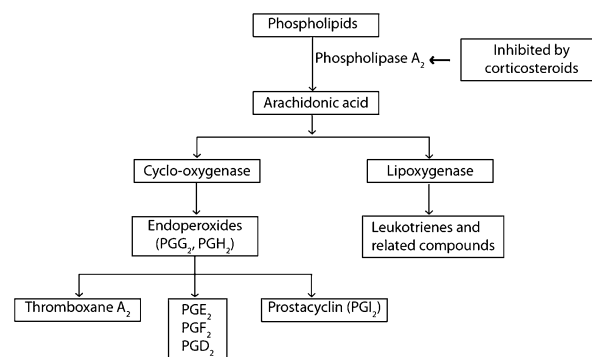 Phospholipids
Phospholipase A₂
Inhibited by
corticosteroids
Arachidonic acid
Cyclo-oxygenase
Lipoxygenase
Endoperoxides
(PGG₂, PGH₂)
Leukotrienes and
related compounds
Thromboxane A₂
PGE₂
PGF₂
PGD₂
Prostacyclin (PGI₂)